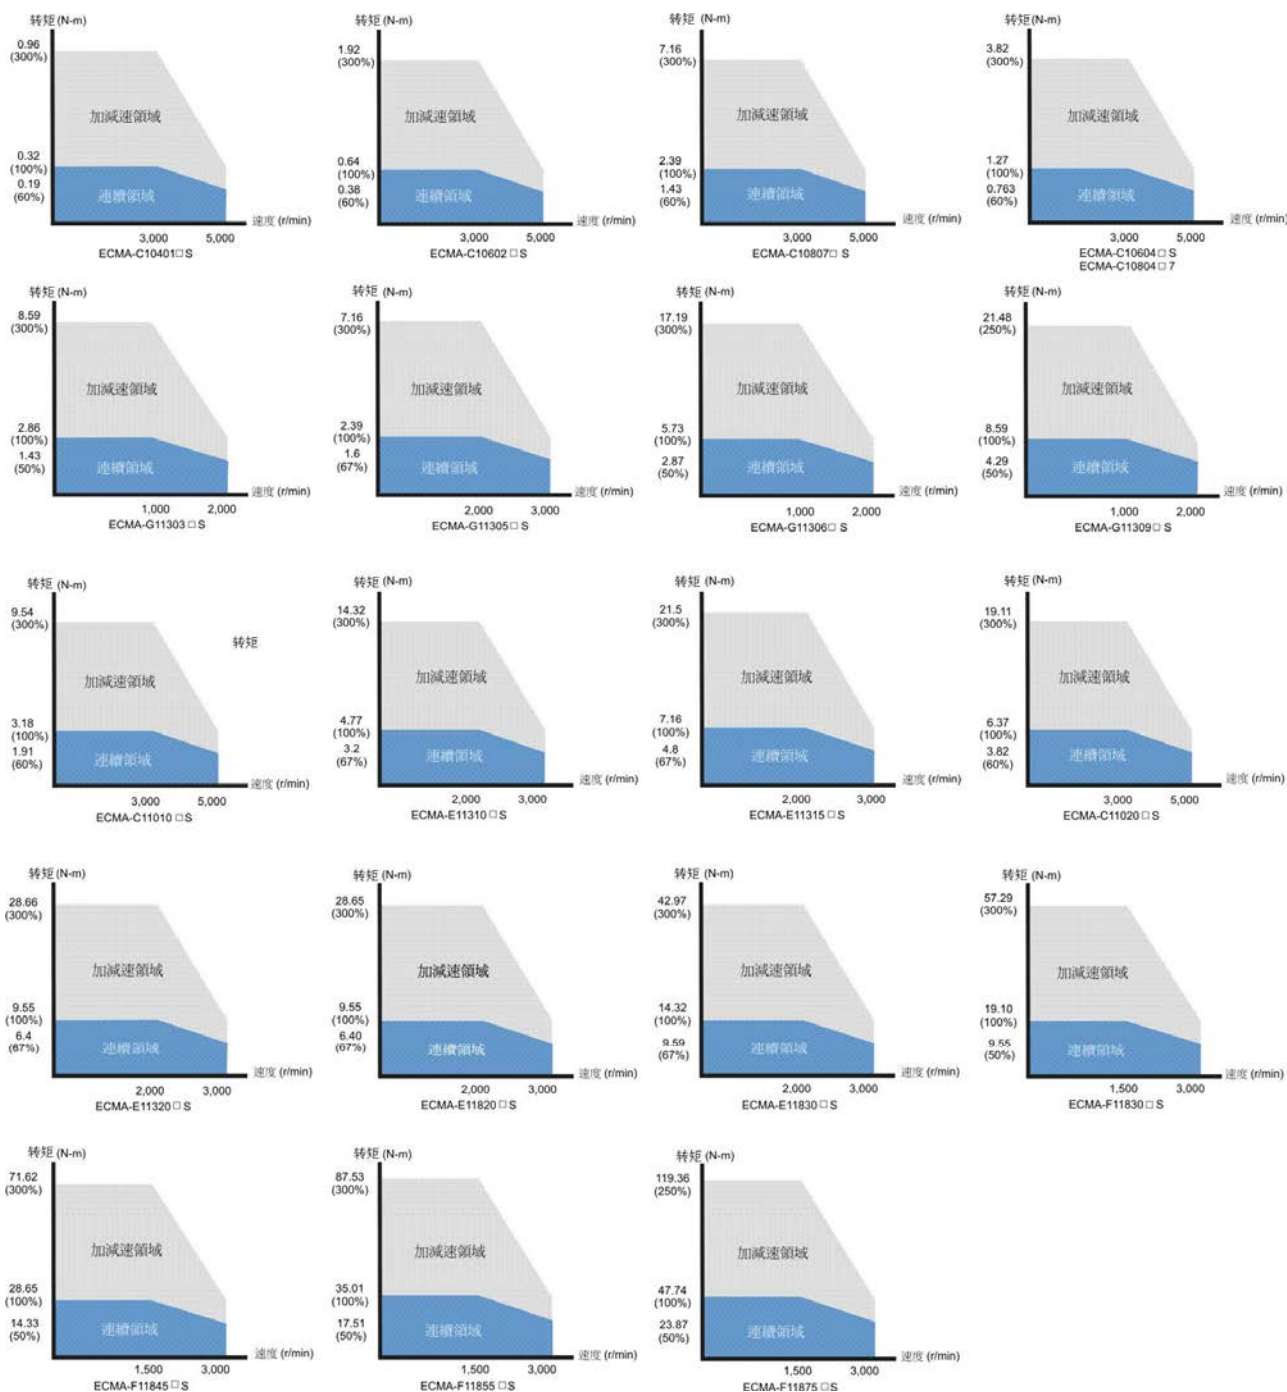 转矩 (N-m)
0.96
(300%)
加減速領域
0.32
(100%)
0.19
(60%)
連續領域
速度 (r/min)
3,000 5,000
ECMA-C10401□ S
转矩 (N-m)
1.92
(300%)
加減速領域
0.64
(100%)
0.38
(60%)
連續領域
速度 (r/min)
3,000 5,000
ECMA-C10602 □ S
转矩 (N-m)
7.16
(300%)
加減速領域
2.39
(100%)
1.43
(60%)
連續領域
速度 (r/min)
3,000 5,000
ECMA-C10807□ S
转矩 (N-m)
3.82
(300%)
加減速領域
1.27
(100%)
0.763
(60%)
連續領域
速度 (r/min)
3,000 5,000
ECMA-C10604 □ S
ECMA-C10804 □ 7
转矩 (N-m)
8.59
(300%)
加減速領域
2.86
(100%)
1.43
(50%)
連續領域
速度 (r/min)
1,000 2,000
ECMA-G11303 □ S
转矩 (N-m)
7.16
(300%)
加減速領域
2.39
(100%)
1.6
(67%)
連續領域
速度 (r/min)
2,000 3,000
ECMA-G11305 □ S
转矩 (N-m)
17.19
(300%)
加減速領域
5.73
(100%)
2.87
(50%)
連續領域
速度 (r/min)
1,000 2,000
ECMA-G11306□ S
转矩 (N-m)
21.48
(250%)
加減速領域
8.59
(100%)
4.29
(50%)
連續領域
速度 (r/min)
1,000 2,000
ECMA-G11309□ S
转矩 (N-m)
9.54
(300%)
转矩
加減速領域
3.18
(100%)
1.91
(60%)
連續領域
速度 (r/min)
3,000 5,000
ECMA-C11010 □ S
转矩 (N-m)
14.32
(300%)
加減速領域
4.77
(100%)
3.2
(67%)
連續領域
速度 (r/min)
2,000 3,000
ECMA-E11310 □ S
转矩 (N-m)
21.5
(300%)
加減速領域
7.16
(100%)
4.8
(67%)
連續領域
速度 (r/min)
2,000 3,000
ECMA-E11315 □ S
转矩 (N-m)
19.11
(300%)
加減速領域
6.37
(100%)
3.82
(60%)
連續領域
速度 (r/min)
3,000 5,000
ECMA-C11020 □ S
转矩 (N-m)
28.66
(300%)
加減速領域
9.55
(100%)
6.4
(67%)
連續領域
速度 (r/min)
2,000 3,000
ECMA-E11320 □ S
转矩 (N-m)
28.65
(300%)
加減速領域
9.55
(100%)
6.40
(67%)
連續領域
速度 (r/min)
2,000 3,000
ECMA-E11820 □ S
转矩 (N-m)
42.97
(300%)
加減速領域
14.32
(100%)
9.59
(67%)
連續領域
速度 (r/min)
2,000 3,000
ECMA-E11830 □ S
转矩 (N-m)
57.29
(300%)
加減速領域
19.10
(100%)
9.55
(50%)
連續領域
速度 (r/min)
1,500 3,000
ECMA-F11830 □ S
转矩 (N-m)
71.62
(300%)
加減速領域
28.65
(100%)
14.33
(50%)
連續領域
速度 (r/min)
1,500 3,000
ECMA-F11845 □ S
转矩 (N-m)
87.53
(300%)
加減速領域
35.01
(100%)
17.51
(50%)
連續領域
速度 (r/min)
1,500 3,000
ECMA-F11855 □ S
转矩 (N-m)
119.36
(250%)
加減速領域
47.74
(100%)
23.87
(50%)
連續領域
速度 (r/min)
1,500 3,000
ECMA-F11875 □ S